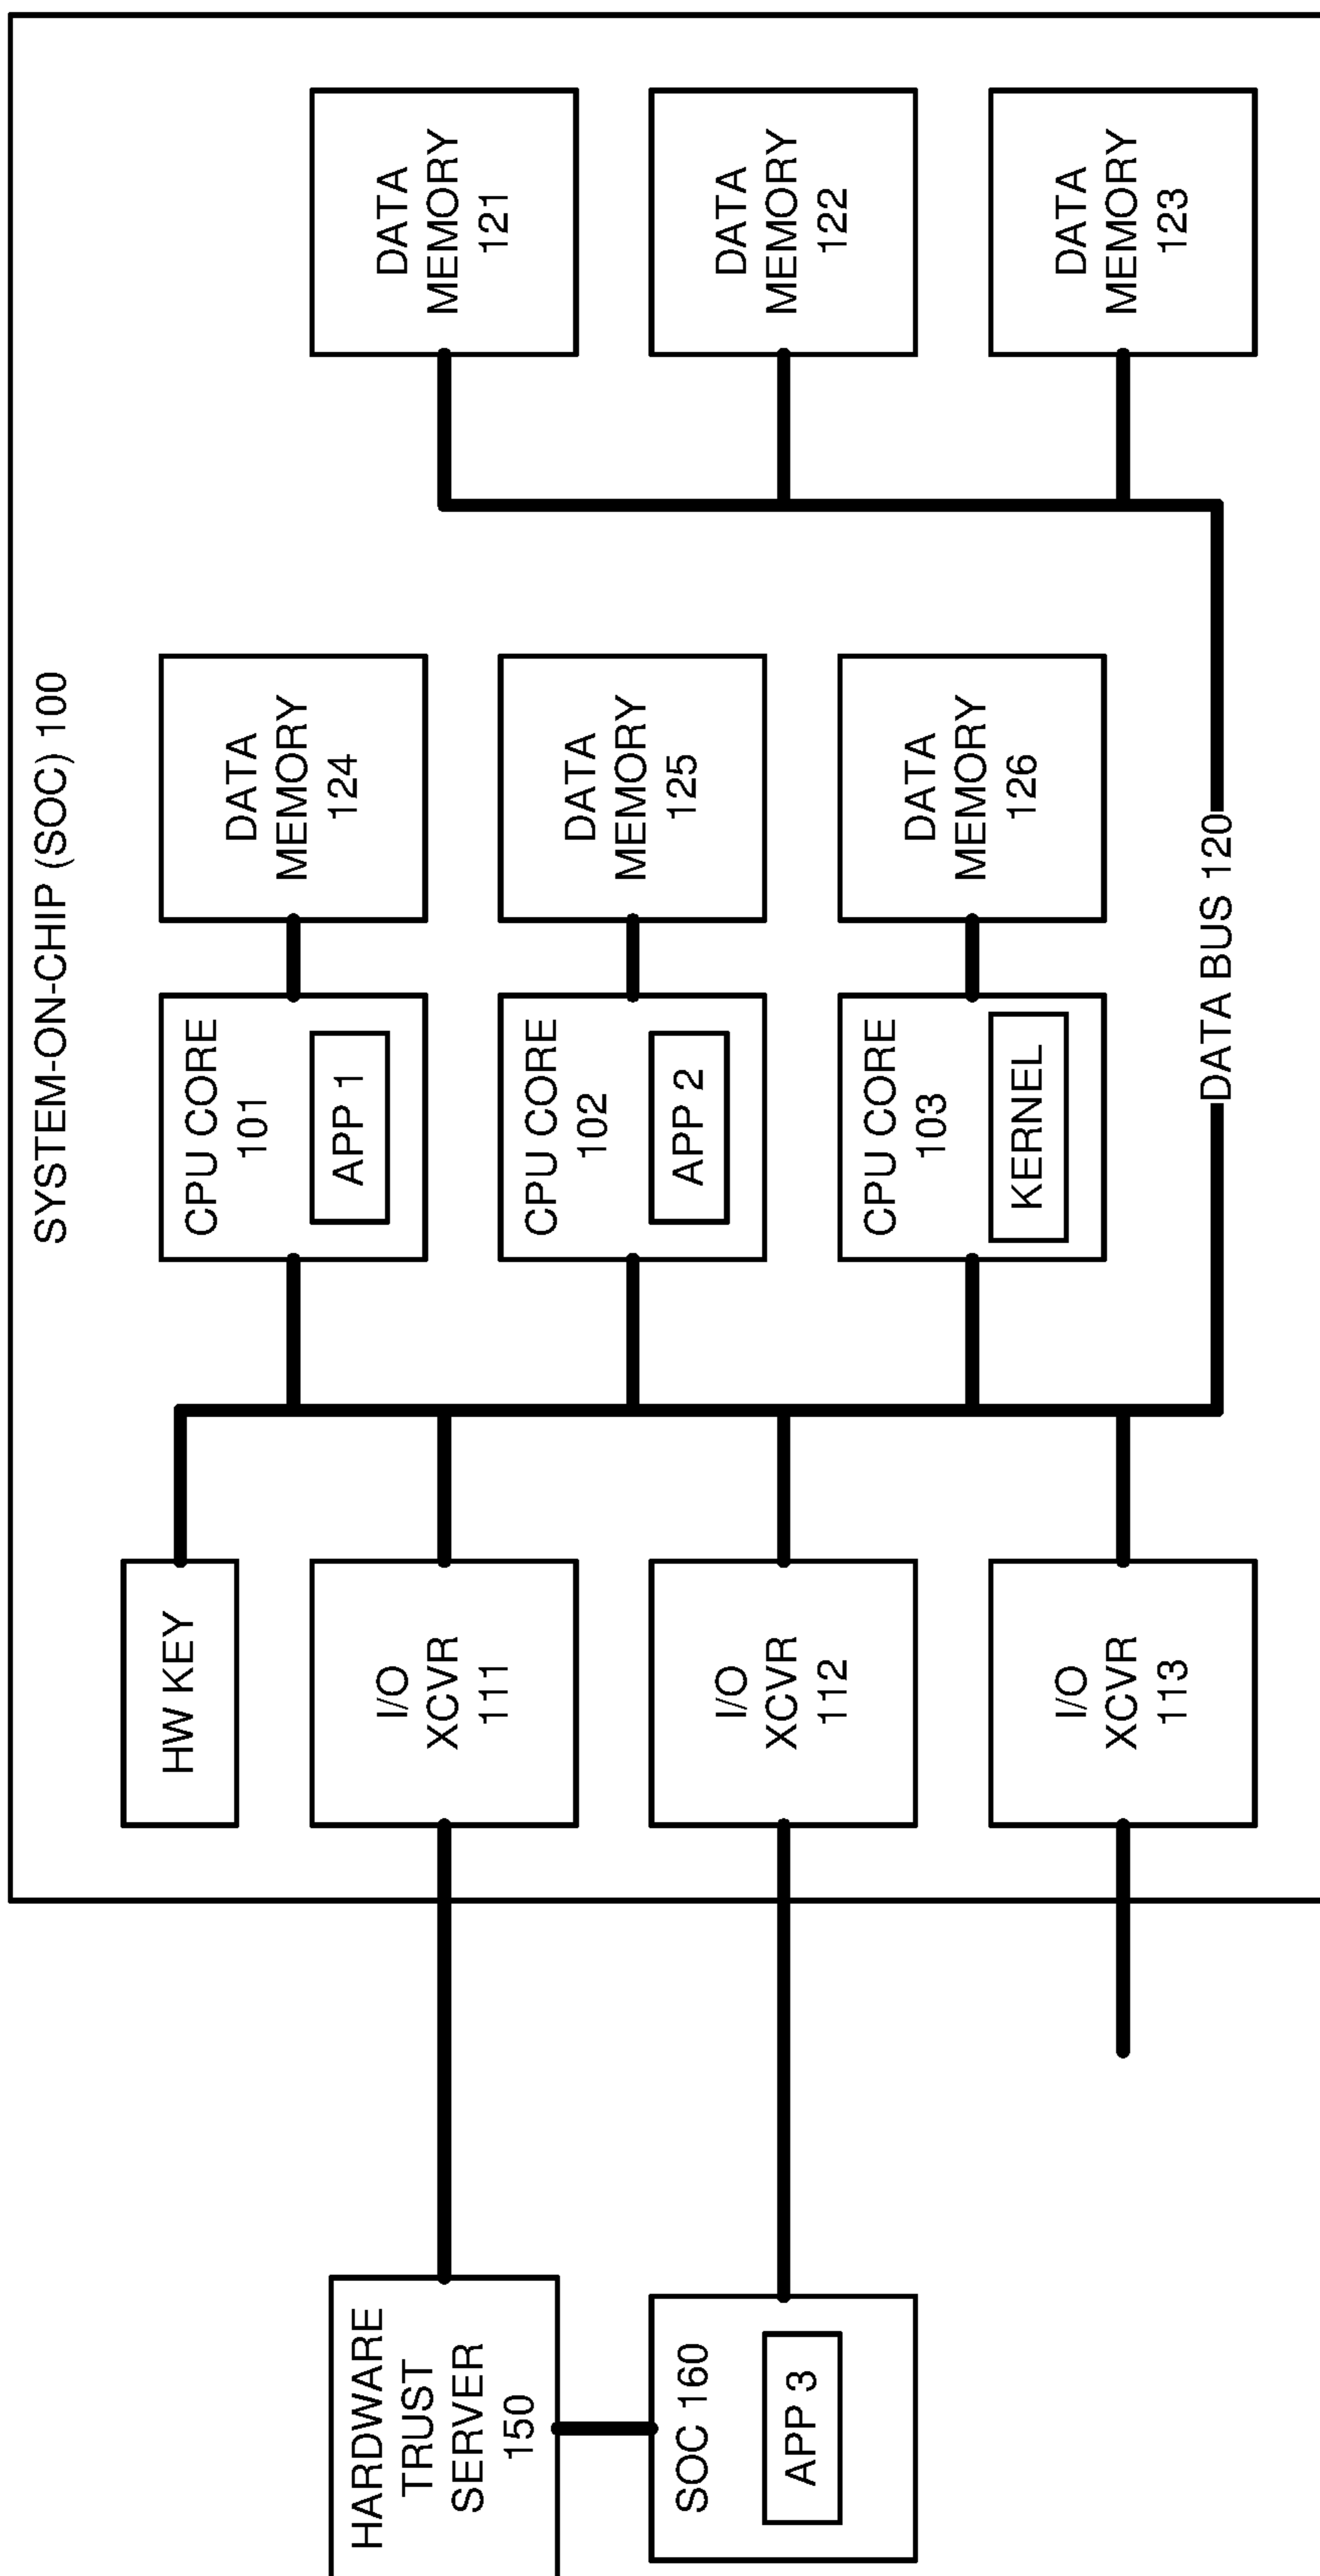 SYSTEM-ON-CHIP (SOC) 100
HW KEY
HARDWARE
TRUST
SERVER
150
I/O
XCVR
111
CPU CORE
101
APP 1
DATA
MEMORY
124
DATA
MEMORY
121
SOC 160
APP 3
I/O
XCVR
112
CPU CORE
102
APP 2
DATA
MEMORY
125
DATA
MEMORY
122
I/O
XCVR
113
CPU CORE
103
KERNEL
DATA
MEMORY
126
DATA
MEMORY
123
DATA BUS 120